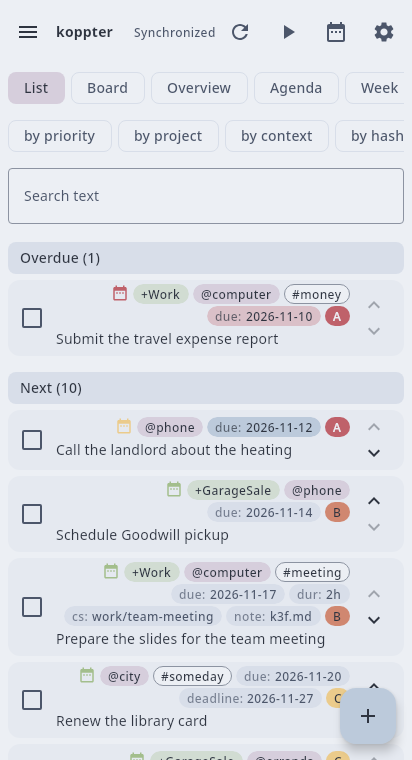 koppter Synchronized
List Board Overview Agenda Week
by priority by project by context by hash
Search text
Overdue (1)
+Work @computer #money
due: 2026-11-10 A
Submit the travel expense report
Next (10)
@phone due: 2026-11-12 A
Call the landlord about the heating
+GarageSale @phone
due: 2026-11-14 B
Schedule Goodwill pickup
+Work @computer #meeting
due: 2026-11-17 dur: 2h
cs: work/team-meeting note: k3f.md B
Prepare the slides for the team meeting
@city #someday due: 2026-11-20
deadline: 2026-11-27 C
Renew the library card
+GarageSale @errands C